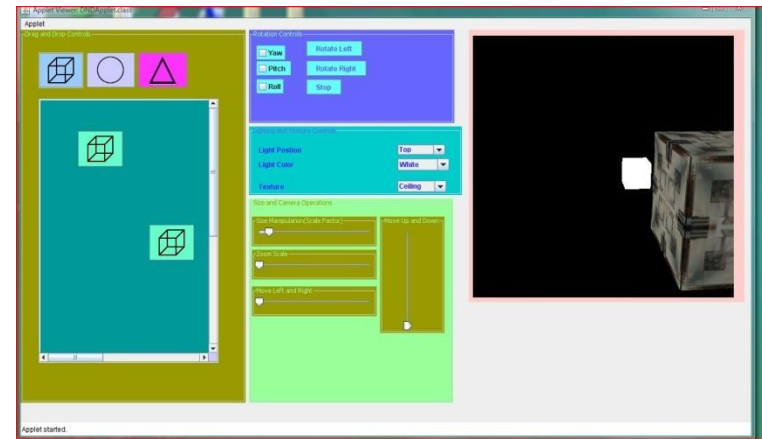 Applet Viewer: DNDApplet.class
Applet
Drag and Drop Controls
Rotation Controls
Yaw
Rotate Left
Pitch
Rotate Right
Roll
Stop
Lighting and Texture Controls
Light Postion
Top
Light Color
White
Texture
Ceiling
Size and Camera Operations
Size Manipulation(Scale Factor)
Move Up and Down
Zoom Scale
Move Left and Right
Applet started.